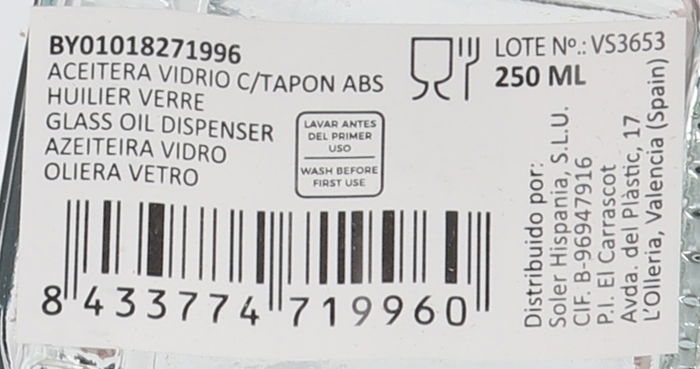 BY01018271996
ACEITERA VIDRIO C/TAPON ABS
HUILIER VERRE
GLASS OIL DISPENSER
AZEITEIRA VIDRO
OLIERA VETRO
LAVAR ANTES
DEL PRIMER
USO
WASH BEFORE
FIRST USE
LOTE Nº.: VS3653
250 ML
8 433774 719960
Distribuido por:
Soler Hispania, S.L.U.
CIF. B-96947916
P.I. El Carrascot
Avda. del Plàstic, 17
L'Olleria, Valencia (Spain)